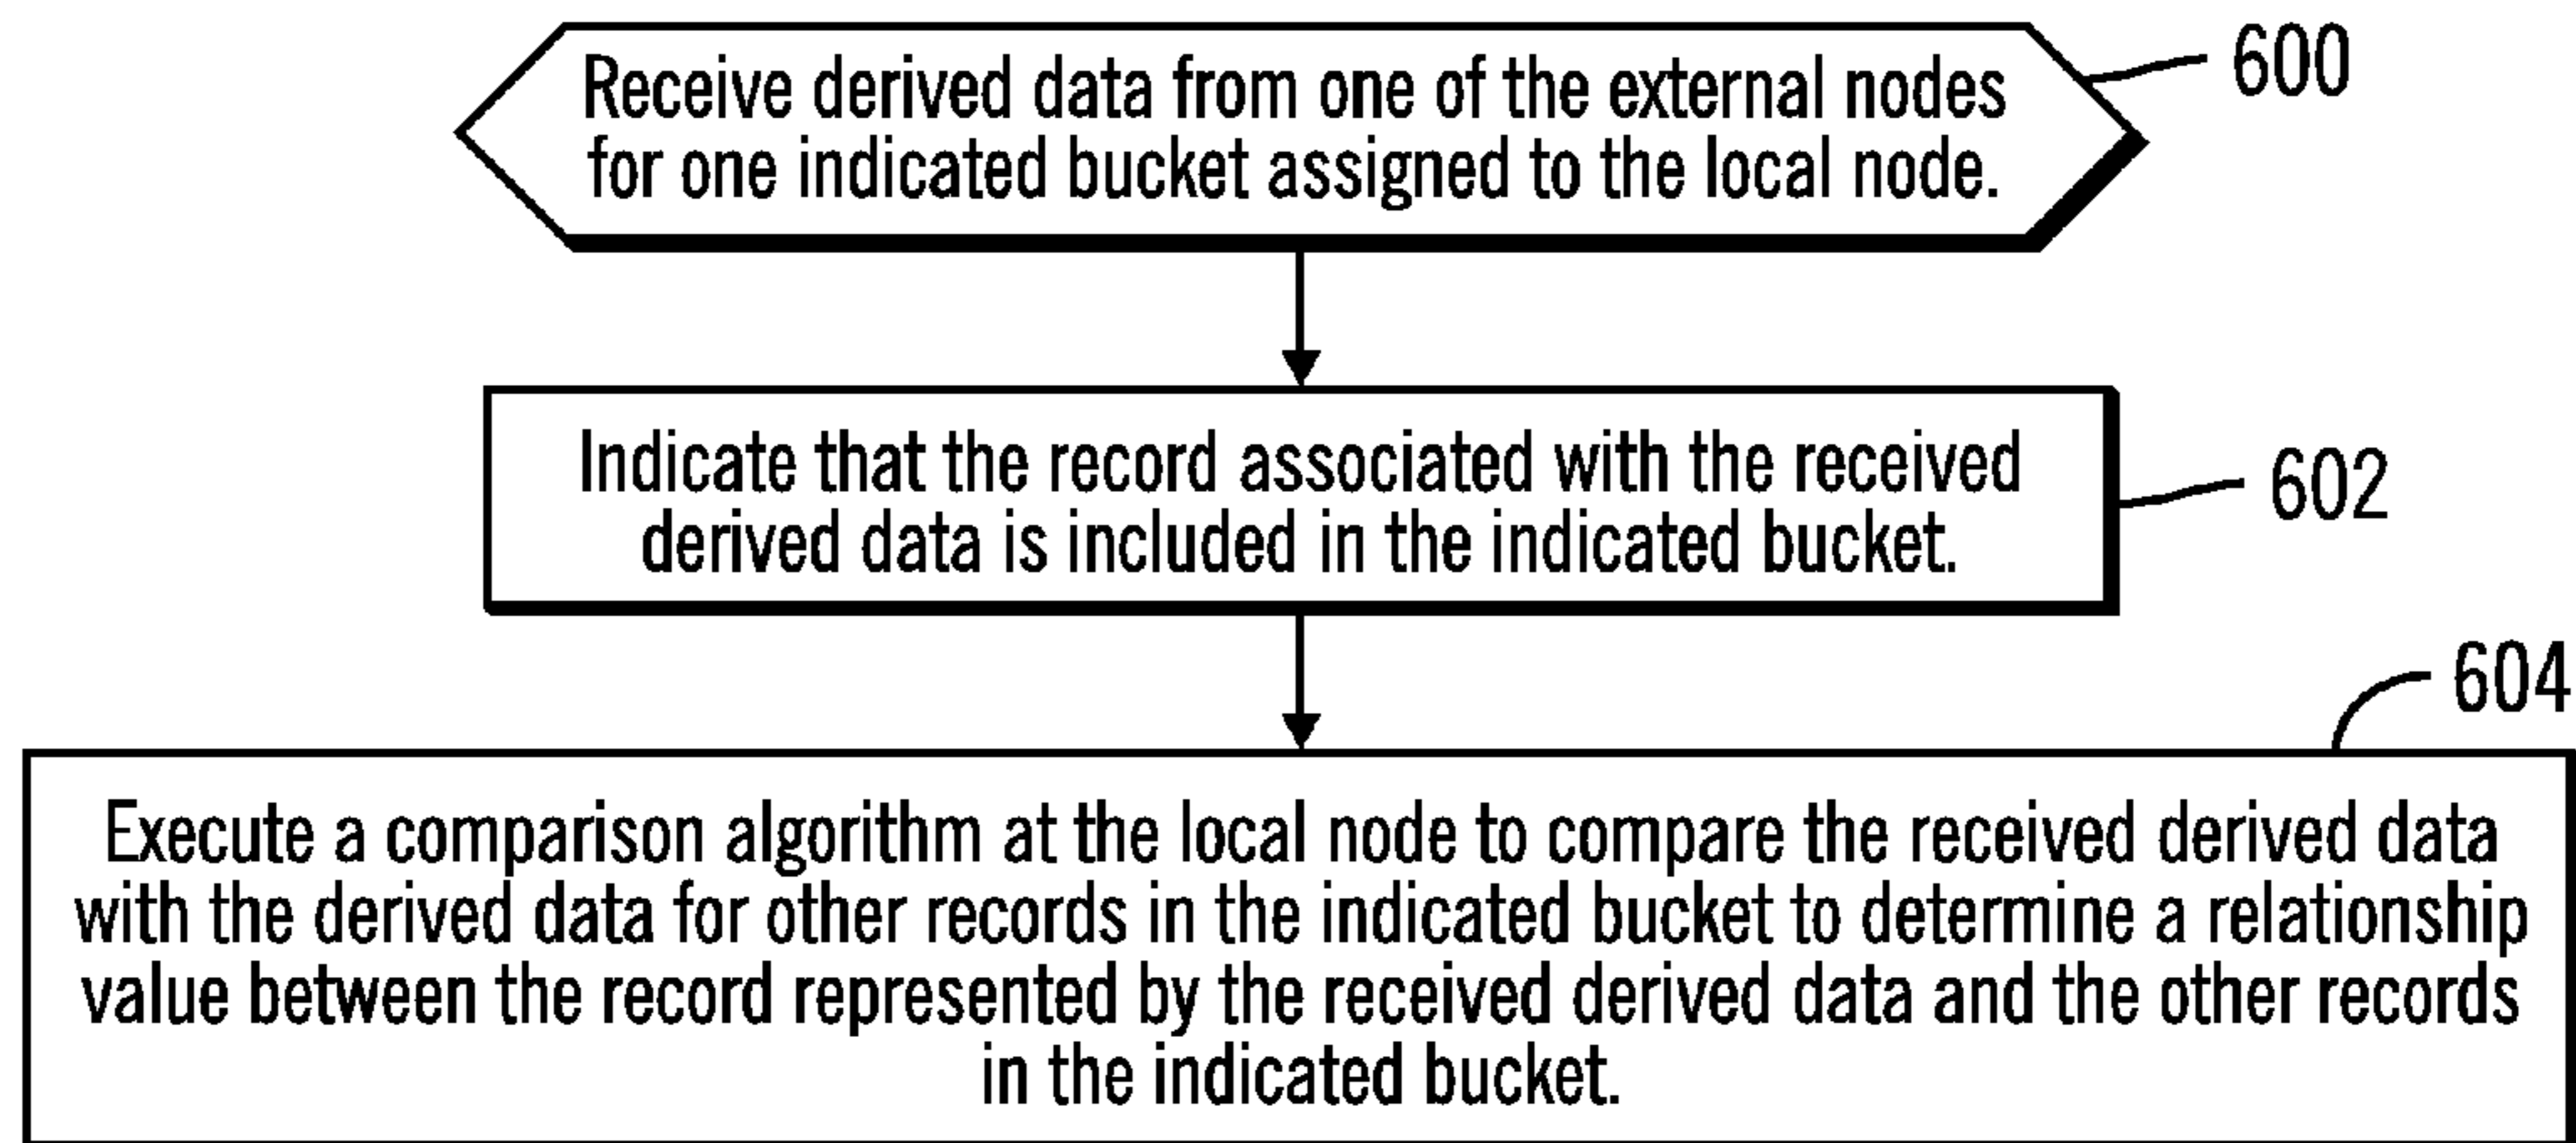 Receive derived data from one of the external nodes
for one indicated bucket assigned to the local node.
600
Indicate that the record associated with the received
derived data is included in the indicated bucket.
602
604
Execute a comparison algorithm at the local node to compare the received derived data
with the derived data for other records in the indicated bucket to determine a relationship
value between the record represented by the received derived data and the other records
in the indicated bucket.